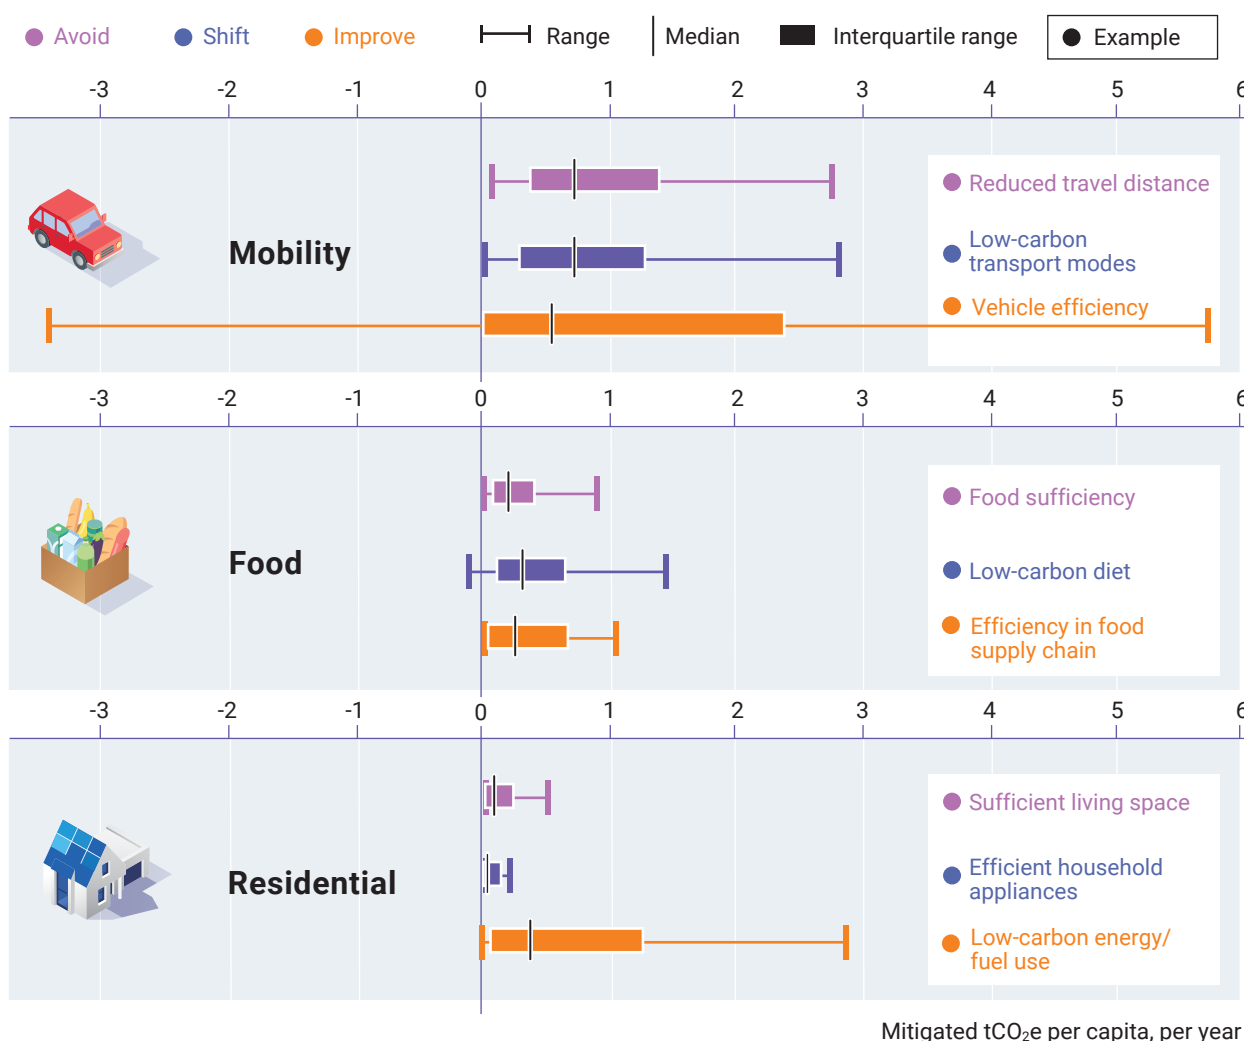 Avoid Shift Improve Range Median Interquartile range Example
-3 -2 -1 0 1 2 3 4 5 6
Mobility
Reduced travel distance
Low-carbon
transport modes
Vehicle efficiency
-3 -2 -1 0 1 2 3 4 5 6
Food
Food sufficiency
Low-carbon diet
Efficiency in food
supply chain
-3 -2 -1 0 1 2 3 4 5 6
Residential
Sufficient living space
Efficient household
appliances
Low-carbon energy/
fuel use
Mitigated tCO₂e per capita, per year